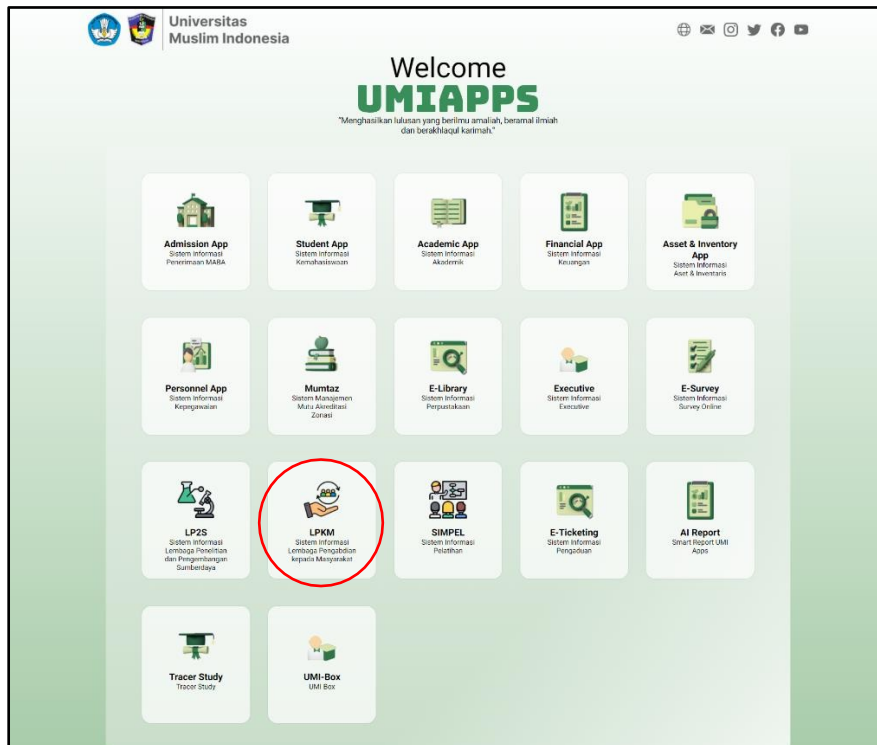 Universitas
Muslim Indonesia
Welcome
UMIAPPS
"Menghasilkan lulusan yang berilmu amaliah, beramal ilmiah
dan berakhlaqul karimah."
Admission App
Sistem Informasi
Penerimaan MABA
Student App
Sistem Informasi
Kemahasiswaan
Academic App
Sistem Informasi
Akademik
Financial App
Sistem Informasi
Keuangan
Asset & Inventory
App
Sistem Informasi
Aset & Inventaris
Personnel App
Sistem Informasi
Kepegawaian
Mumtaz
Sistem Manajemen
Mutu Akreditasi
Zonasi
E-Library
Sistem Informasi
Perpustakaan
Executive
Sistem Informasi
Executive
E-Survey
Sistem Informasi
Survey Online
LP2S
Sistem Informasi
Lembaga Penelitian
dan Pengembangan
Sumberdaya
LPKM
Sistem Informasi
Lembaga Pengabdian
kepada Masyarakat
SIMPEL
Sistem Informasi
Pelatihan
E-Ticketing
Sistem Informasi
Pengaduan
AI Report
Smart Report UMI
Apps
Tracer Study
Tracer Study
UMI-Box
UMI Box